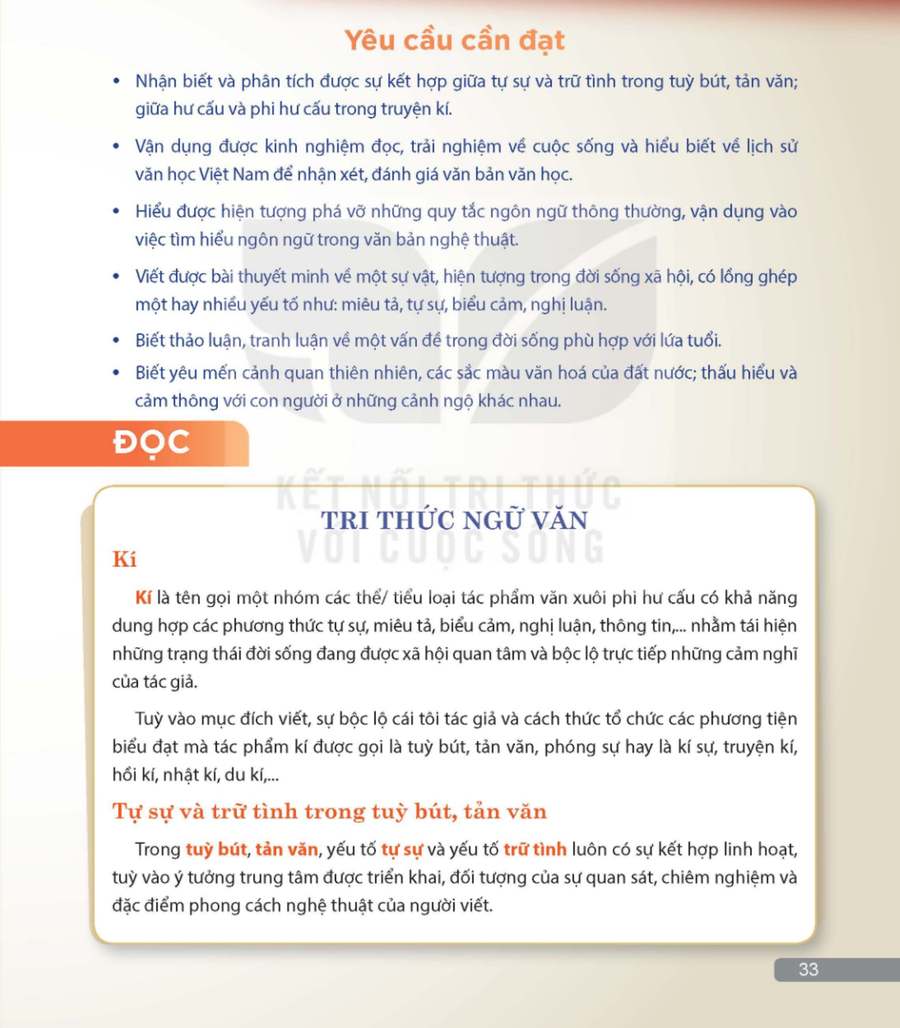 Yêu cầu cần đạt
• Nhận biết và phân tích được sự kết hợp giữa tự sự và trữ tình trong tuỳ bút, tản văn;
giữa hư cấu và phi hư cấu trong truyện kí.
• Vận dụng được kinh nghiệm đọc, trải nghiệm về cuộc sống và hiểu biết về lịch sử
văn học Việt Nam để nhận xét, đánh giá văn bản văn học.
• Hiểu được hiện tượng phá vỡ những quy tắc ngôn ngữ thông thường, vận dụng vào
việc tìm hiểu ngôn ngữ trong văn bản nghệ thuật.
• Viết được bài thuyết minh về một sự vật, hiện tượng trong đời sống xã hội, có lồng ghép
một hay nhiều yếu tố như: miêu tả, tự sự, biểu cảm, nghị luận.
• Biết thảo luận, tranh luận về một vấn đề trong đời sống phù hợp với lứa tuổi.
• Biết yêu mến cảnh quan thiên nhiên, các sắc màu văn hoá của đất nước; thấu hiểu và
cảm thông với con người ở những cảnh ngộ khác nhau.
ĐỌC
KẾT NỐI TRI THỨC
VỚI CUỘC SỐNG
TRI THỨC NGỮ VĂN
Kí
Kí là tên gọi một nhóm các thể/ tiểu loại tác phẩm văn xuôi phi hư cấu có khả năng
dung hợp các phương thức tự sự, miêu tả, biểu cảm, nghị luận, thông tin,... nhằm tái hiện
những trạng thái đời sống đang được xã hội quan tâm và bộc lộ trực tiếp những cảm nghĩ
của tác giả.
Tuỳ vào mục đích viết, sự bộc lộ cái tôi tác giả và cách thức tổ chức các phương tiện
biểu đạt mà tác phẩm kí được gọi là tuỳ bút, tản văn, phóng sự hay là kí sự, truyện kí,
hồi kí, nhật kí, du kí,...
Tự sự và trữ tình trong tuỳ bút, tản văn
Trong tuỳ bút, tản văn, yếu tố tự sự và yếu tố trữ tình luôn có sự kết hợp linh hoạt,
tuỳ vào ý tưởng trung tâm được triển khai, đối tượng của sự quan sát, chiêm nghiệm và
đặc điểm phong cách nghệ thuật của người viết.
33